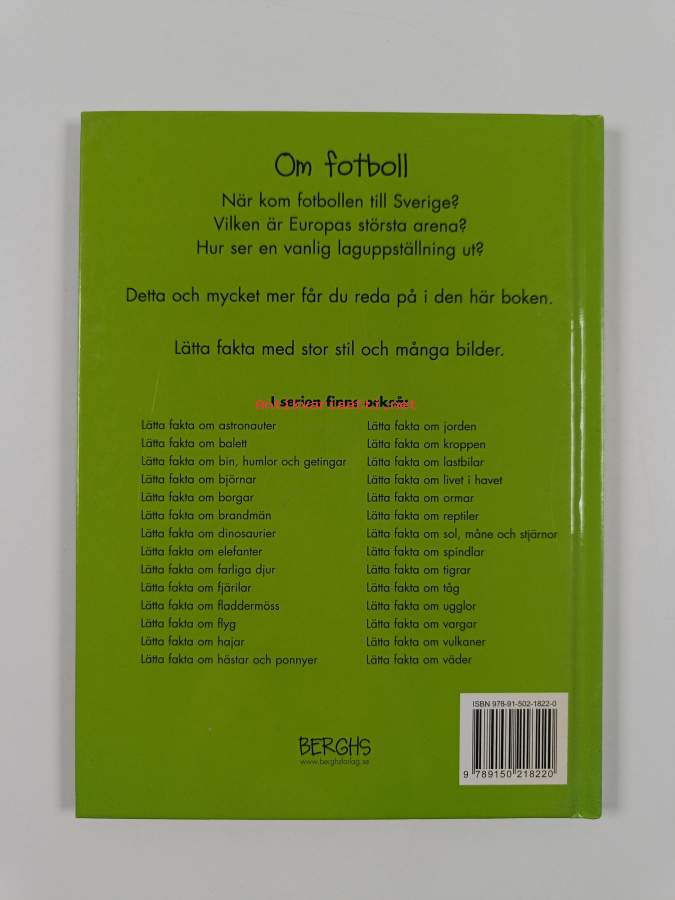 Om fotboll
När kom fotbollen till Sverige?
Vilken är Europas största arena?
Hur ser en vanlig laguppställning ut?
Detta och mycket mer får du reda på i den här boken.
Lätta fakta med stor stil och många bilder.
I serien finns också:
Lätta fakta om astronauter
Lätta fakta om balett
Lätta fakta om bin, humlor och getingar
Lätta fakta om björnar
Lätta fakta om borgar
Lätta fakta om brandmän
Lätta fakta om dinosaurier
Lätta fakta om elefanter
Lätta fakta om farliga djur
Lätta fakta om fjärilar
Lätta fakta om fladdermöss
Lätta fakta om flyg
Lätta fakta om hajar
Lätta fakta om hästar och ponnyer
Lätta fakta om jorden
Lätta fakta om kroppen
Lätta fakta om lastbilar
Lätta fakta om livet i havet
Lätta fakta om ormar
Lätta fakta om reptiler
Lätta fakta om sol, måne och stjärnor
Lätta fakta om spindlar
Lätta fakta om tigrar
Lätta fakta om tåg
Lätta fakta om ugglor
Lätta fakta om vargar
Lätta fakta om vulkaner
Lätta fakta om väder
ISBN 978-91-502-1822-0
9 789150 218220
BERGHS
www.berghsforlag.se